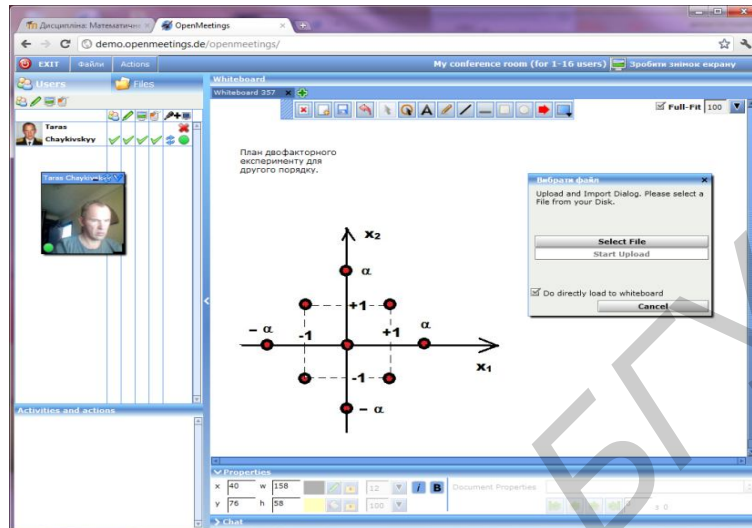 Дисципліна: Математичн
OpenMeetings
demo.openmeetings.de/openmeetings/
EXIT Файли Actions
My conference room (for 1-16 users) Зробити знімок екрану
Users Files
Whiteboard
Whiteboard 357
Full-Fit 100
Taras
Chaykivskyy
План двофакторного
експерименту для
другого порядку.
Вибрати файл
Upload and Import Dialog. Please select a
File from your Disk.
Select File
Start Upload
Do directly load to whiteboard
Cancel
x₂
α
+1
-1
+1
- α
α
x₁
-1
- α
Activities and actions
Properties
x 40 w 158
12
i B
Document Properties
y 76 h 58
100
Chat
БГУ